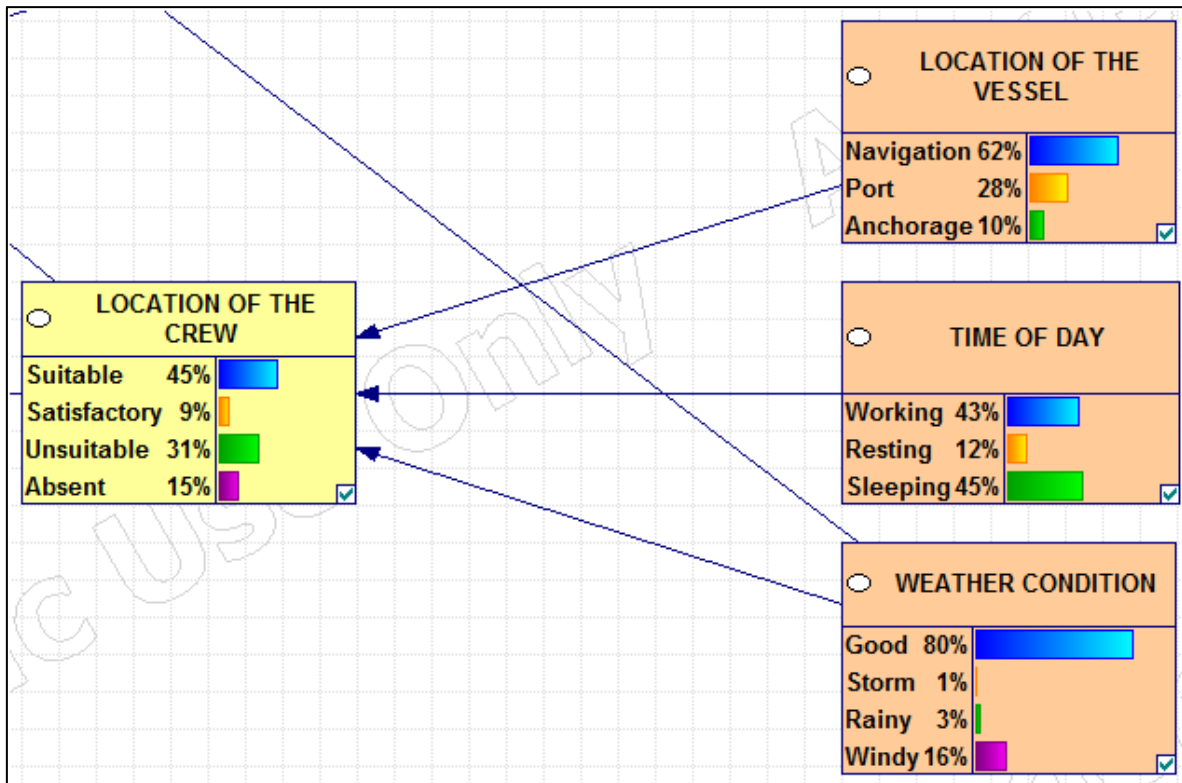 LOCATION OF THE
VESSEL
Navigation 62%
Port 28%
Anchorage 10%
LOCATION OF THE
CREW
Suitable 45%
Satisfactory 9%
Unsuitable 31%
Absent 15%
TIME OF DAY
Working 43%
Resting 12%
Sleeping 45%
WEATHER CONDITION
Good 80%
Storm 1%
Rainy 3%
Windy 16%
Use Only